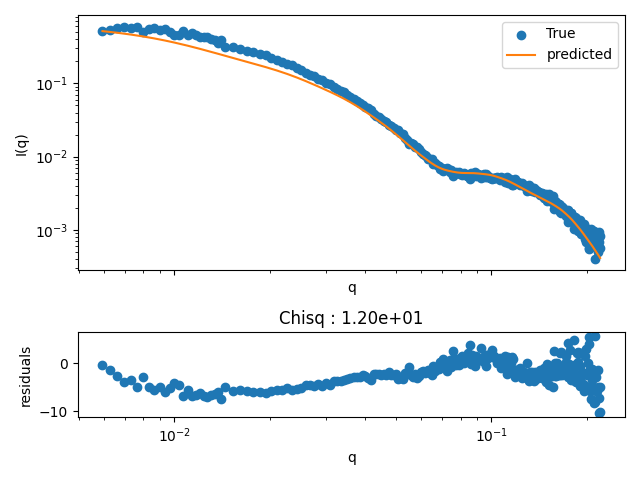 True
predicted
I(q)
10⁻¹
10⁻²
10⁻³
q
Chisq : 1.20e+01
residuals
0
−10
10⁻²
10⁻¹
q